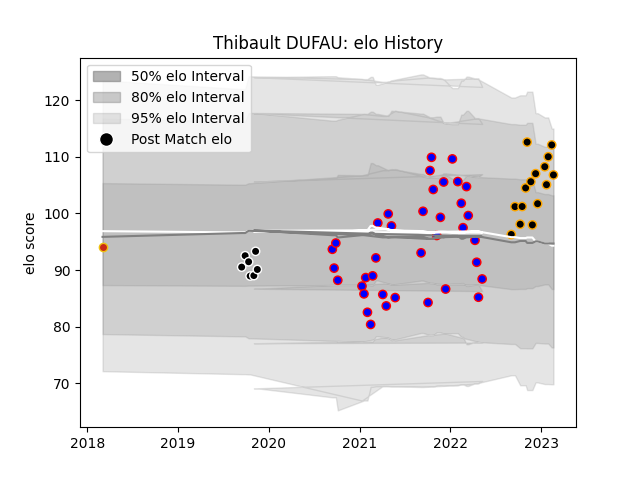 Thibault DUFAU: elo History
50% elo Interval
80% elo Interval
95% elo Interval
Post Match elo
elo score
120
110
100
90
80
70
2018 2019 2020 2021 2022 2023